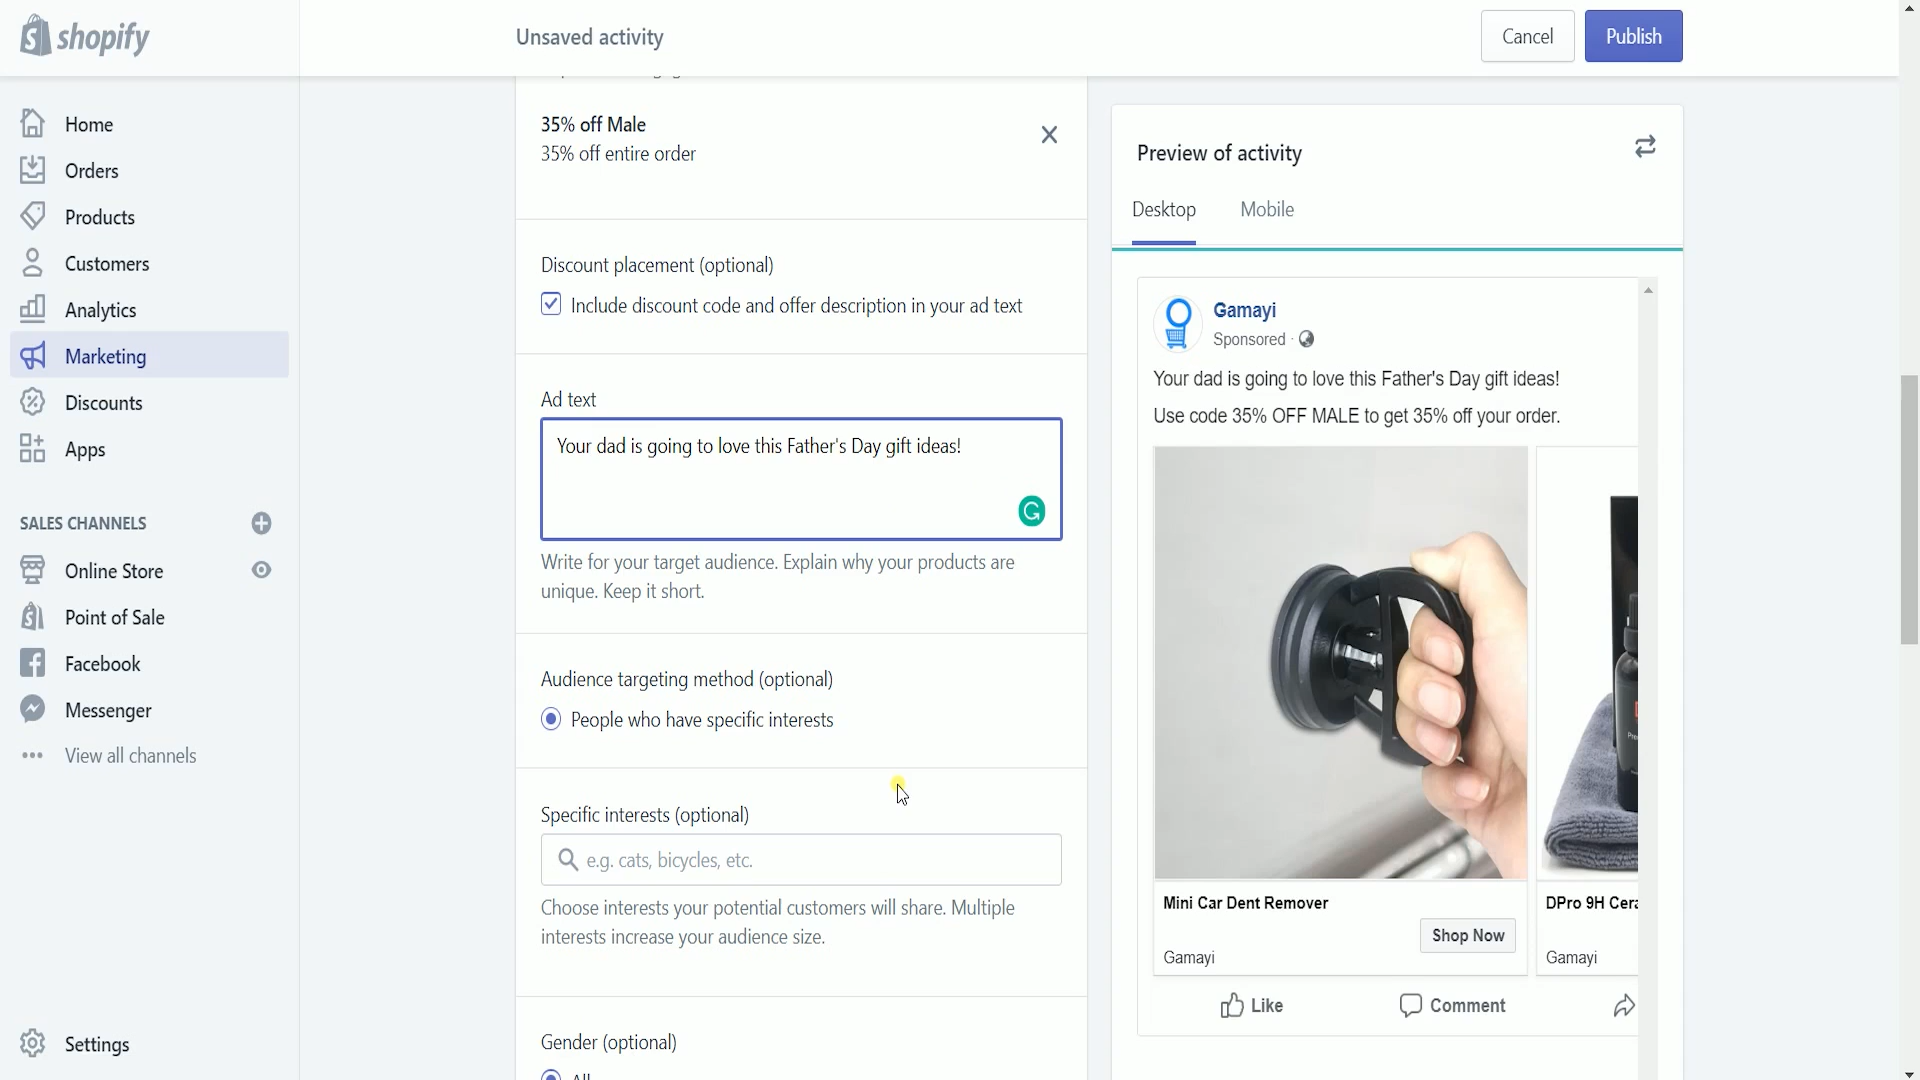 shopify
Unsaved activity
Cancel
Publish
Home
Orders
Products
Customers
Analytics
Marketing
Discounts
Apps
SALES CHANNELS
Online Store
Point of Sale
Facebook
Messenger
View all channels
Settings
35% off Male
35% off entire order
Discount placement (optional)
Include discount code and offer description in your ad text
Ad text
Your dad is going to love this Father's Day gift ideas!
Write for your target audience. Explain why your products are
unique. Keep it short.
Audience targeting method (optional)
People who have specific interests
Specific interests (optional)
e.g. cats, bicycles, etc.
Choose interests your potential customers will share. Multiple
interests increase your audience size.
Gender (optional)
All
Preview of activity
Desktop
Mobile
Gamayi
Sponsored ·
Your dad is going to love this Father's Day gift ideas!
Use code 35% OFF MALE to get 35% off your order.
Mini Car Dent Remover
Shop Now
Gamayi
DPro 9H Cera
Gamayi
Like
Comment